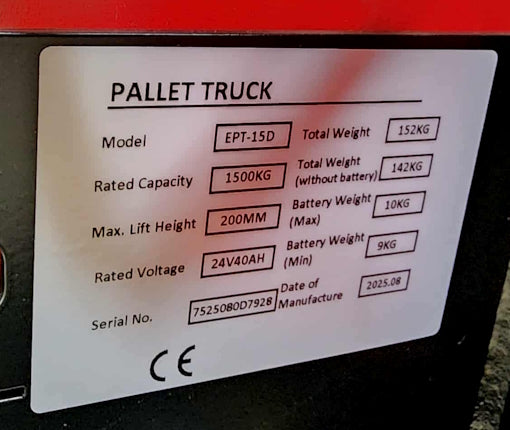 PALLET TRUCK
Model EPT-15D Total Weight 152KG
Rated Capacity 1500KG Total Weight (without battery) 142KG
Max. Lift Height 200MM Battery Weight (Max) 10KG
Rated Voltage 24V40AH Battery Weight (Min) 9KG
Serial No. 7525080D7928 Date of Manufacture 2025.08
CE